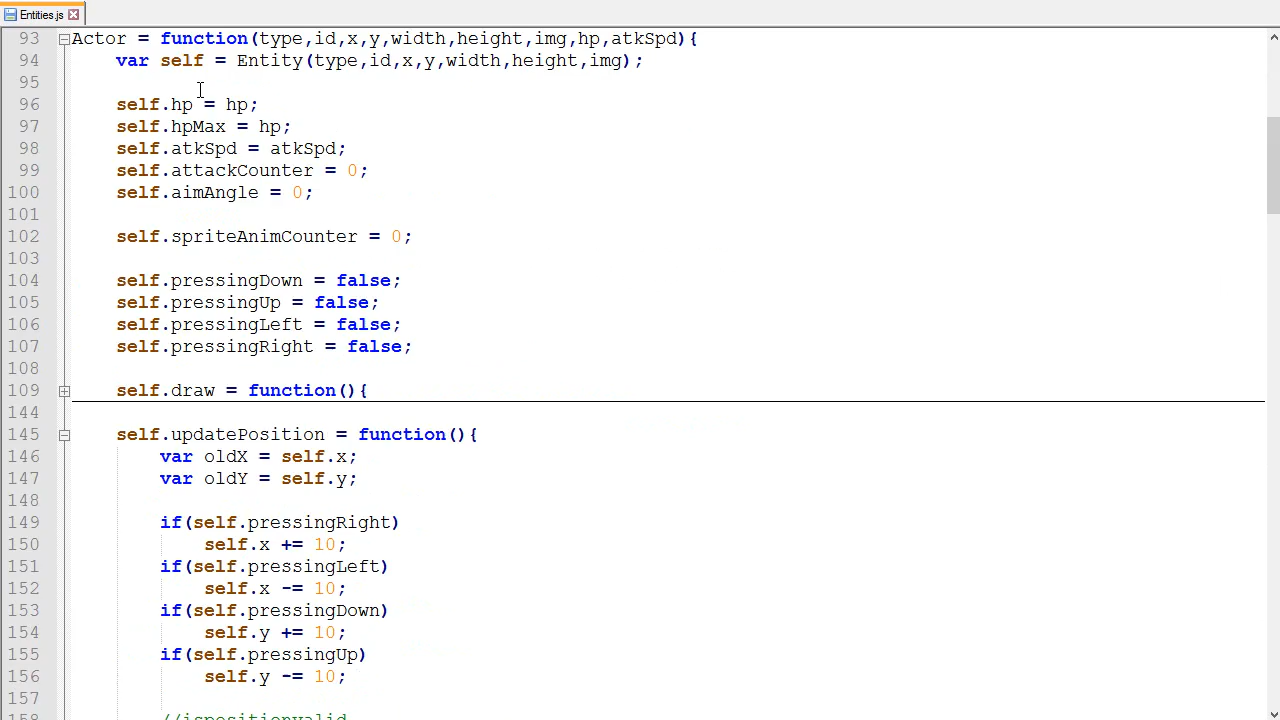 Entities.js
93 Actor = function(type,id,x,y,width,height,img,hp,atkSpd){
94 var self = Entity(type,id,x,y,width,height,img);
95
96 self.hp = hp;
97 self.hpMax = hp;
98 self.atkSpd = atkSpd;
99 self.attackCounter = 0;
100 self.aimAngle = 0;
101
102 self.spriteAnimCounter = 0;
103
104 self.pressingDown = false;
105 self.pressingUp = false;
106 self.pressingLeft = false;
107 self.pressingRight = false;
108
109 self.draw = function(){
144
145 self.updatePosition = function(){
146 var oldX = self.x;
147 var oldY = self.y;
148
149 if(self.pressingRight)
150 self.x += 10;
151 if(self.pressingLeft)
152 self.x -= 10;
153 if(self.pressingDown)
154 self.y += 10;
155 if(self.pressingUp)
156 self.y -= 10;
157
158 //ispositionvalid